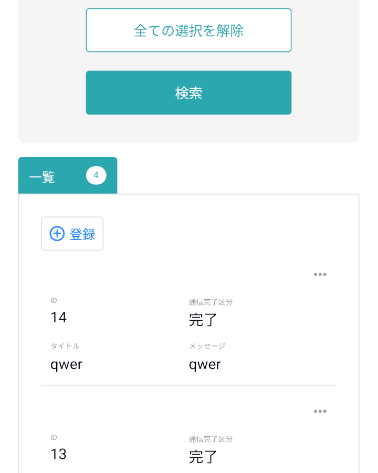 全ての選択を解除
検索
一覧 4
登録
ID 通信完了区分
14 完了
タイトル メッセージ
qwer qwer
ID 通信完了区分
13 完了